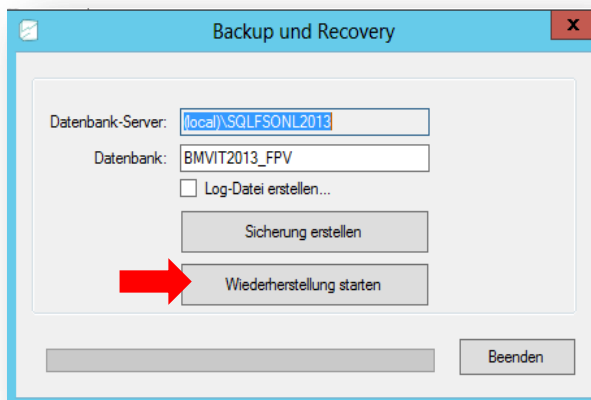 Backup und Recovery
x
Datenbank-Server: (local)\SQLFSONL2013
Datenbank: BMVIT2013_FPV
Log-Datei erstellen...
Sicherung erstellen
Wiederherstellung starten
Beenden